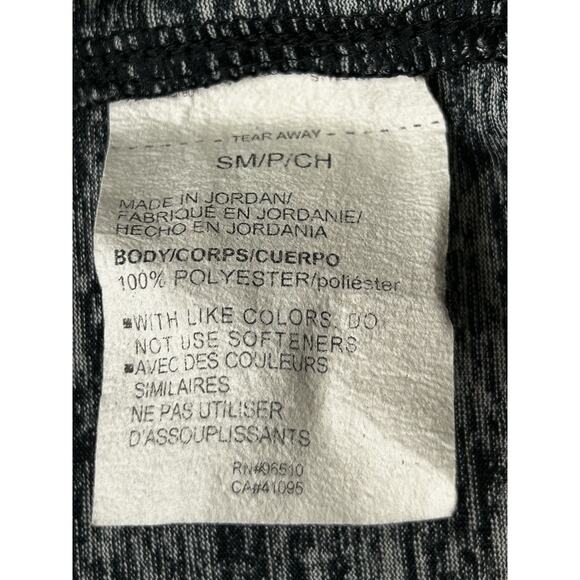 - TEAR AWAY -
SM/P/CH
MADE IN JORDAN/
FABRIQUÉ EN JORDANIE/
HECHO EN JORDANIA
BODY/CORPS/CUERPO
100% POLYESTER/poliéster
■WITH LIKE COLORS. DO
NOT USE SOFTENERS
■AVEC DES COULEURS
SIMILAIRES
NE PAS UTILISER
D'ASSOUPLISSANTS
RN#96510
CA#41095